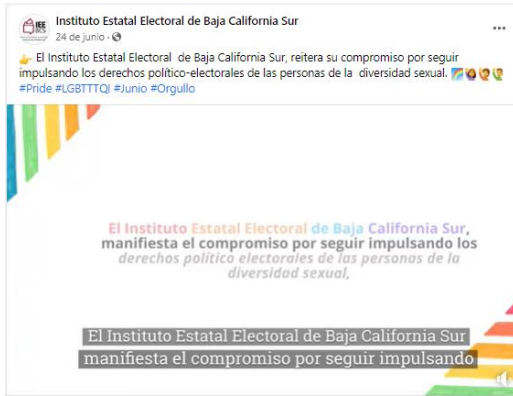 Instituto Estatal Electoral de Baja California Sur
24 de junio ·
El Instituto Estatal Electoral de Baja California Sur, reitera su compromiso por seguir
impulsando los derechos político-electorales de las personas de la diversidad sexual.
#Pride #LGBTTTQI #Junio #Orgullo
El Instituto Estatal Electoral de Baja California Sur,
manifiesta el compromiso por seguir impulsando los
derechos político electorales de las personas de la
diversidad sexual,
El Instituto Estatal Electoral de Baja California Sur
manifiesta el compromiso por seguir impulsando